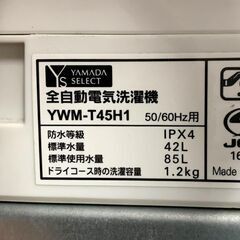 YS YAMADA SELECT
全自動電気洗濯機
YWM-T45H1 50/60Hz用
防水等級 IPX4
標準水量 42L
標準使用水量 85L
ドライコース時の洗濯容量 1.2kg
Made